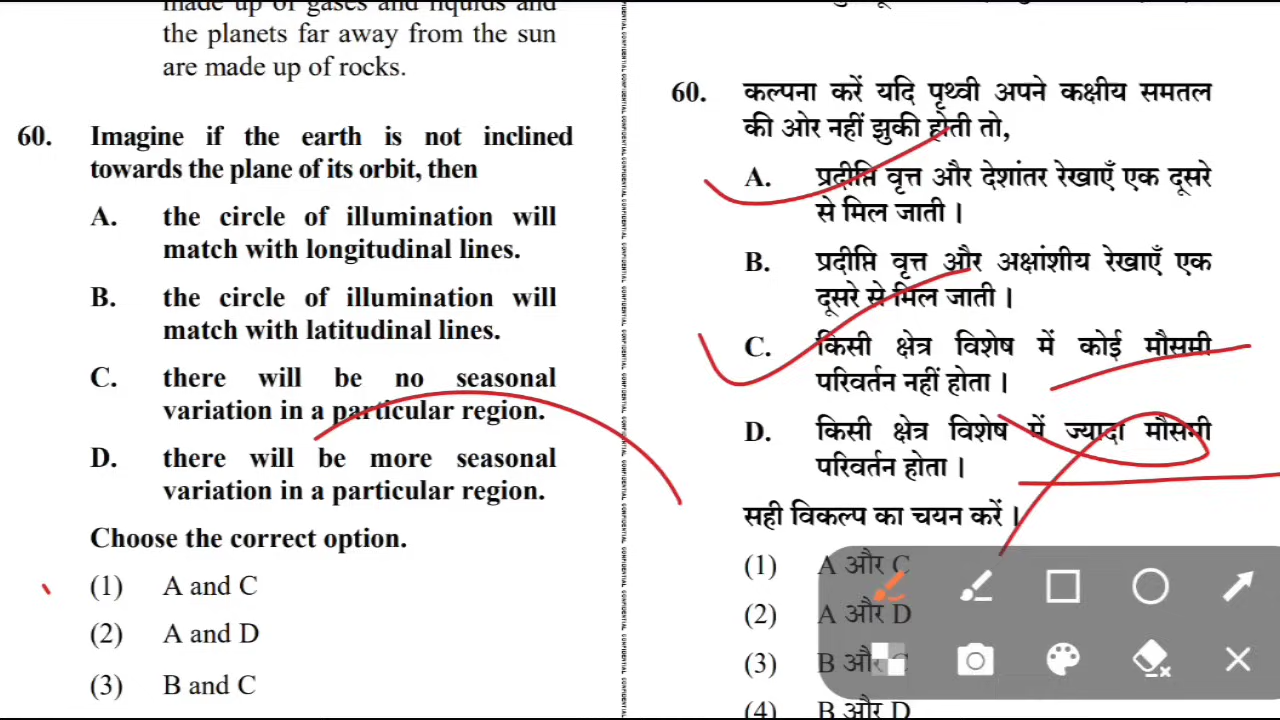 made up of gases and liquids and
the planets far away from the sun
are made up of rocks.
60. Imagine if the earth is not inclined
towards the plane of its orbit, then
A. the circle of illumination will
match with longitudinal lines.
B. the circle of illumination will
match with latitudinal lines.
C. there will be no seasonal
variation in a particular region.
D. there will be more seasonal
variation in a particular region.
Choose the correct option.
(1) A and C
(2) A and D
(3) B and C
60. कल्पना करें यदि पृथ्वी अपने कक्षीय समतल
की ओर नहीं झुकी होती तो,
A. प्रदीप्ति वृत्त और देशांतर रेखाएँ एक दूसरे
से मिल जाती ।
B. प्रदीप्ति वृत्त और अक्षांशीय रेखाएँ एक
दूसरे से मिल जाती ।
C. किसी क्षेत्र विशेष में कोई मौसमी
परिवर्तन नहीं होता ।
D. किसी क्षेत्र विशेष में ज्यादा मौसमी
परिवर्तन होता ।
सही विकल्प का चयन करें ।
(1) A और C
(2) A और D
(3) B और C
(4) B और D